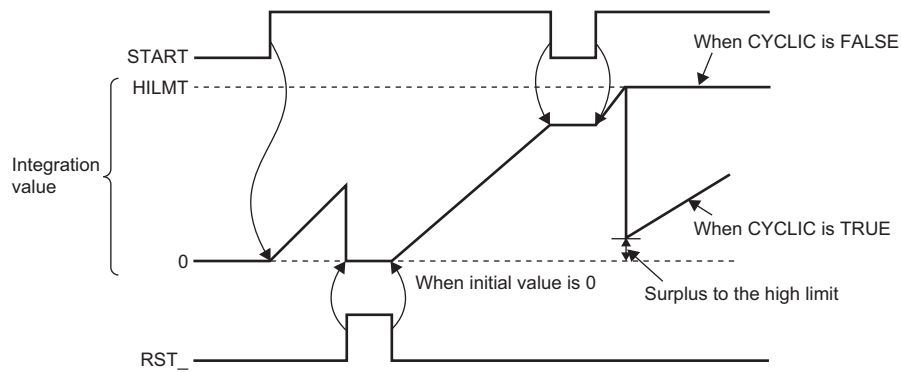 START
When CYCLIC is FALSE
HILMT
Integration
value
When CYCLIC is TRUE
0
When initial value is 0
Surplus to the high limit
RST_